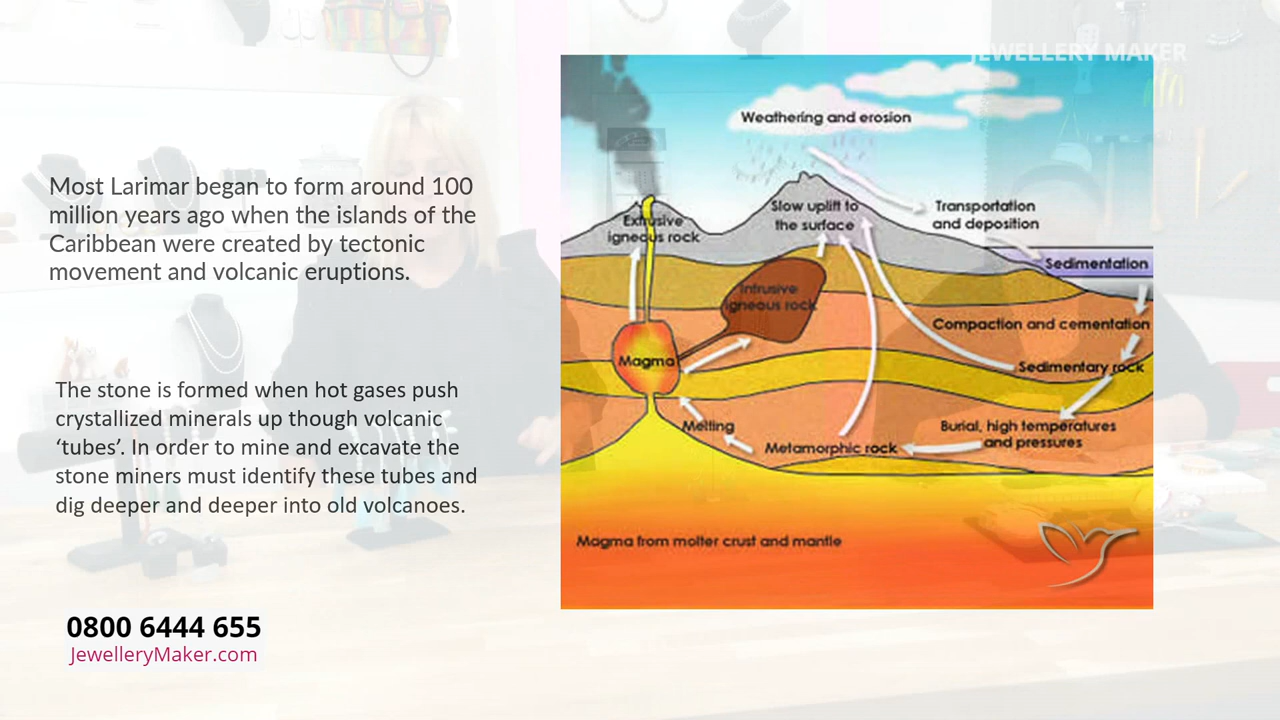 JEWELLERY MAKER
Most Larimar began to form around 100
million years ago when the islands of the
Caribbean were created by tectonic
movement and volcanic eruptions.
The stone is formed when hot gases push
crystallized minerals up though volcanic
‘tubes’. In order to mine and excavate the
stone miners must identify these tubes and
dig deeper and deeper into old volcanoes.
0800 6444 655
JewelleryMaker.com
Weathering and erosion
Extrusive
igneous rock
Slow uplift to
the surface
Transportation
and deposition
Sedimentation
Intrusive
igneous rock
Compaction and cementation
Magma
Sedimentary rock
Melting
Burial, high temperatures
and pressures
Metamorphic rock
Magma from molter crust and mantle